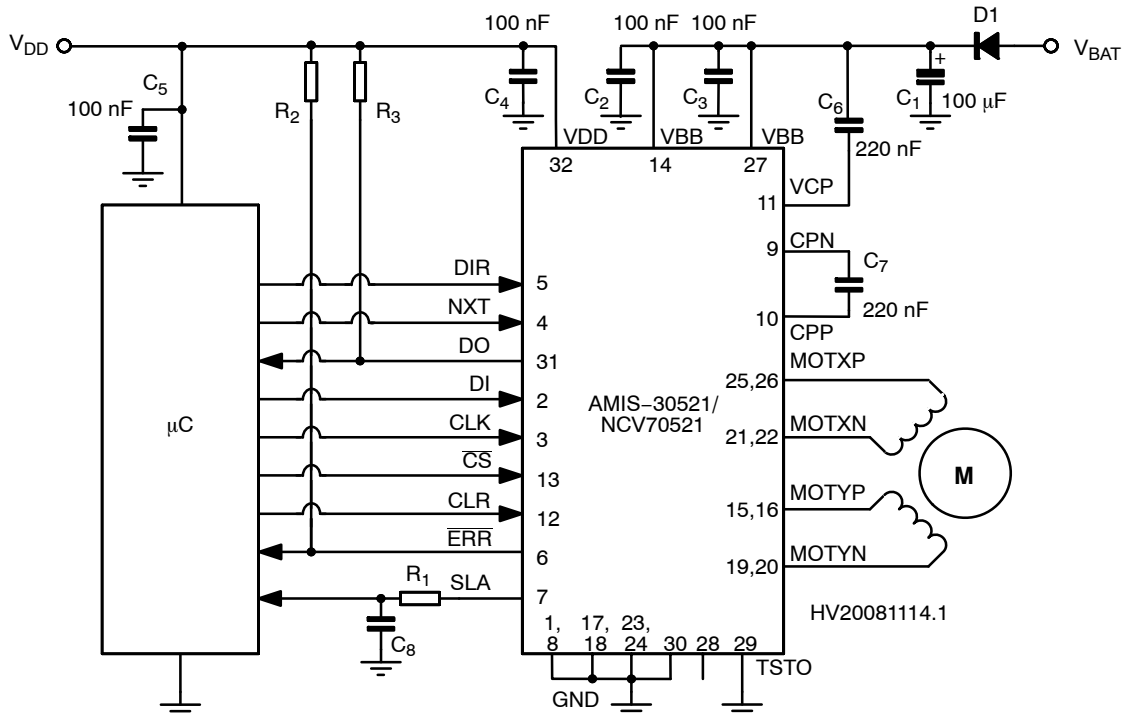 100 nF
100 nF
100 nF
D1
VDD
VBAT
C5
100 nF
R2
R3
C4
C2
C3
C6
C1
+
100 μF
220 nF
VDD
VBB
VBB
32
14
27
VCP
11
CPN
9
C7
220 nF
10
CPP
DIR
5
NXT
4
DO
31
DI
2
CLK
3
CS
13
CLR
12
ERR
6
R1
SLA
7
C8
μC
AMIS−30521/
NCV70521
MOTXP
25,26
MOTXN
21,22
M
MOTYP
15,16
MOTYN
19,20
HV20081114.1
1,
8
17,
18
23,
24
30
28
29
TSTO
GND